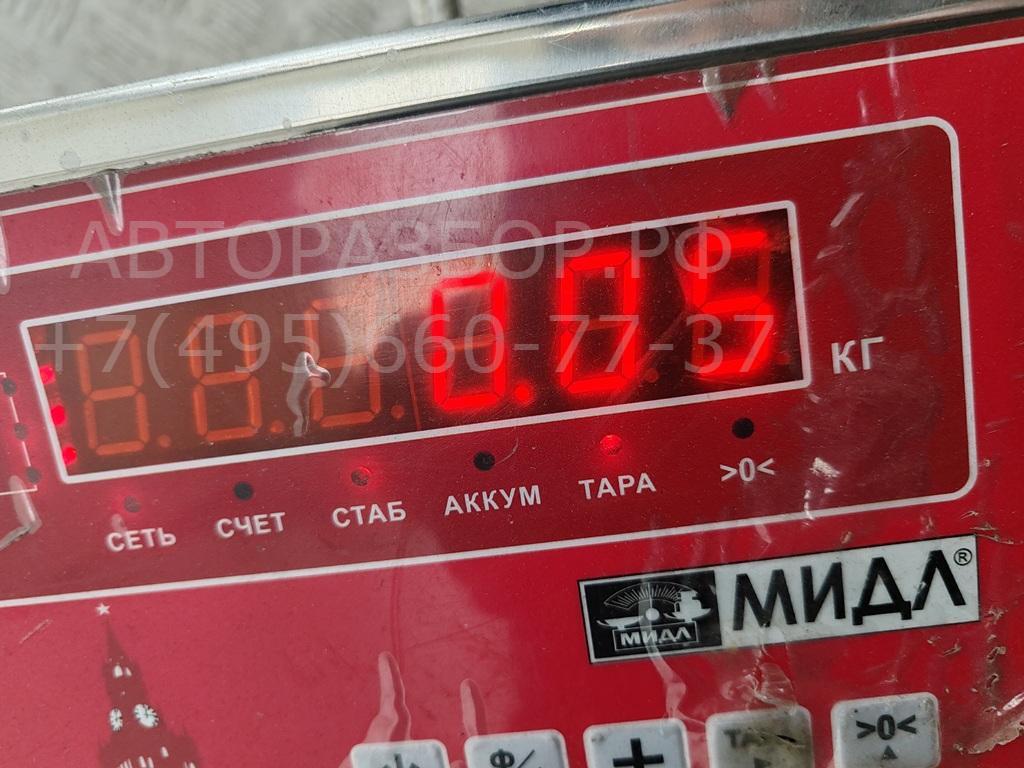 АВТОРАЗБОР.РФ
+7(495)660-77-37
0.05
КГ
СЕТЬ СЧЕТ СТАБ АККУМ ТАРА >0<
МИДЛ МИДЛ®
Ф/ + ТА >0<